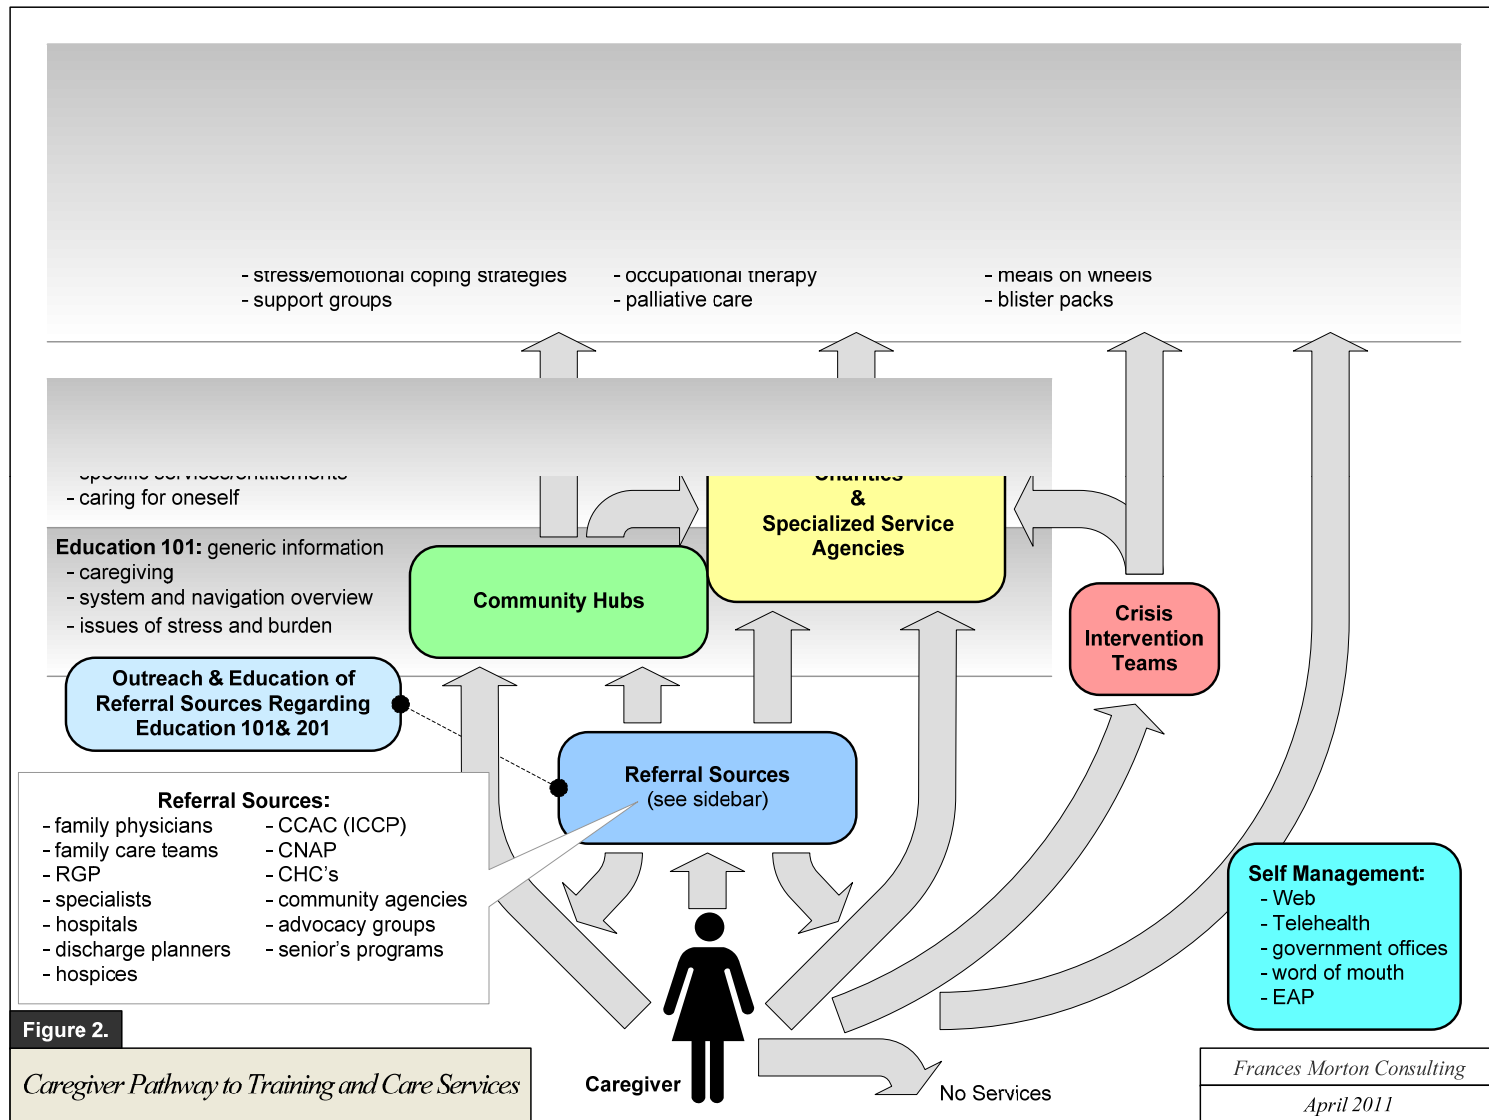 - stress/emotional coping strategies
- support groups
- occupational therapy
- palliative care
- meals on wheels
- blister packs
- specific services/entitlements
- caring for oneself
Charities
&
Specialized Service
Agencies
Education 101: generic information
- caregiving
- system and navigation overview
- issues of stress and burden
Community Hubs
Crisis
Intervention
Teams
Outreach & Education of
Referral Sources Regarding
Education 101& 201
Referral Sources
(see sidebar)
Referral Sources:
- family physicians
- family care teams
- RGP
- specialists
- hospitals
- discharge planners
- hospices
- CCAC (ICCP)
- CNAP
- CHC's
- community agencies
- advocacy groups
- senior's programs
Self Management:
- Web
- Telehealth
- government offices
- word of mouth
- EAP
Figure 2.
Caregiver Pathway to Training and Care Services
Caregiver
No Services
Frances Morton Consulting
April 2011